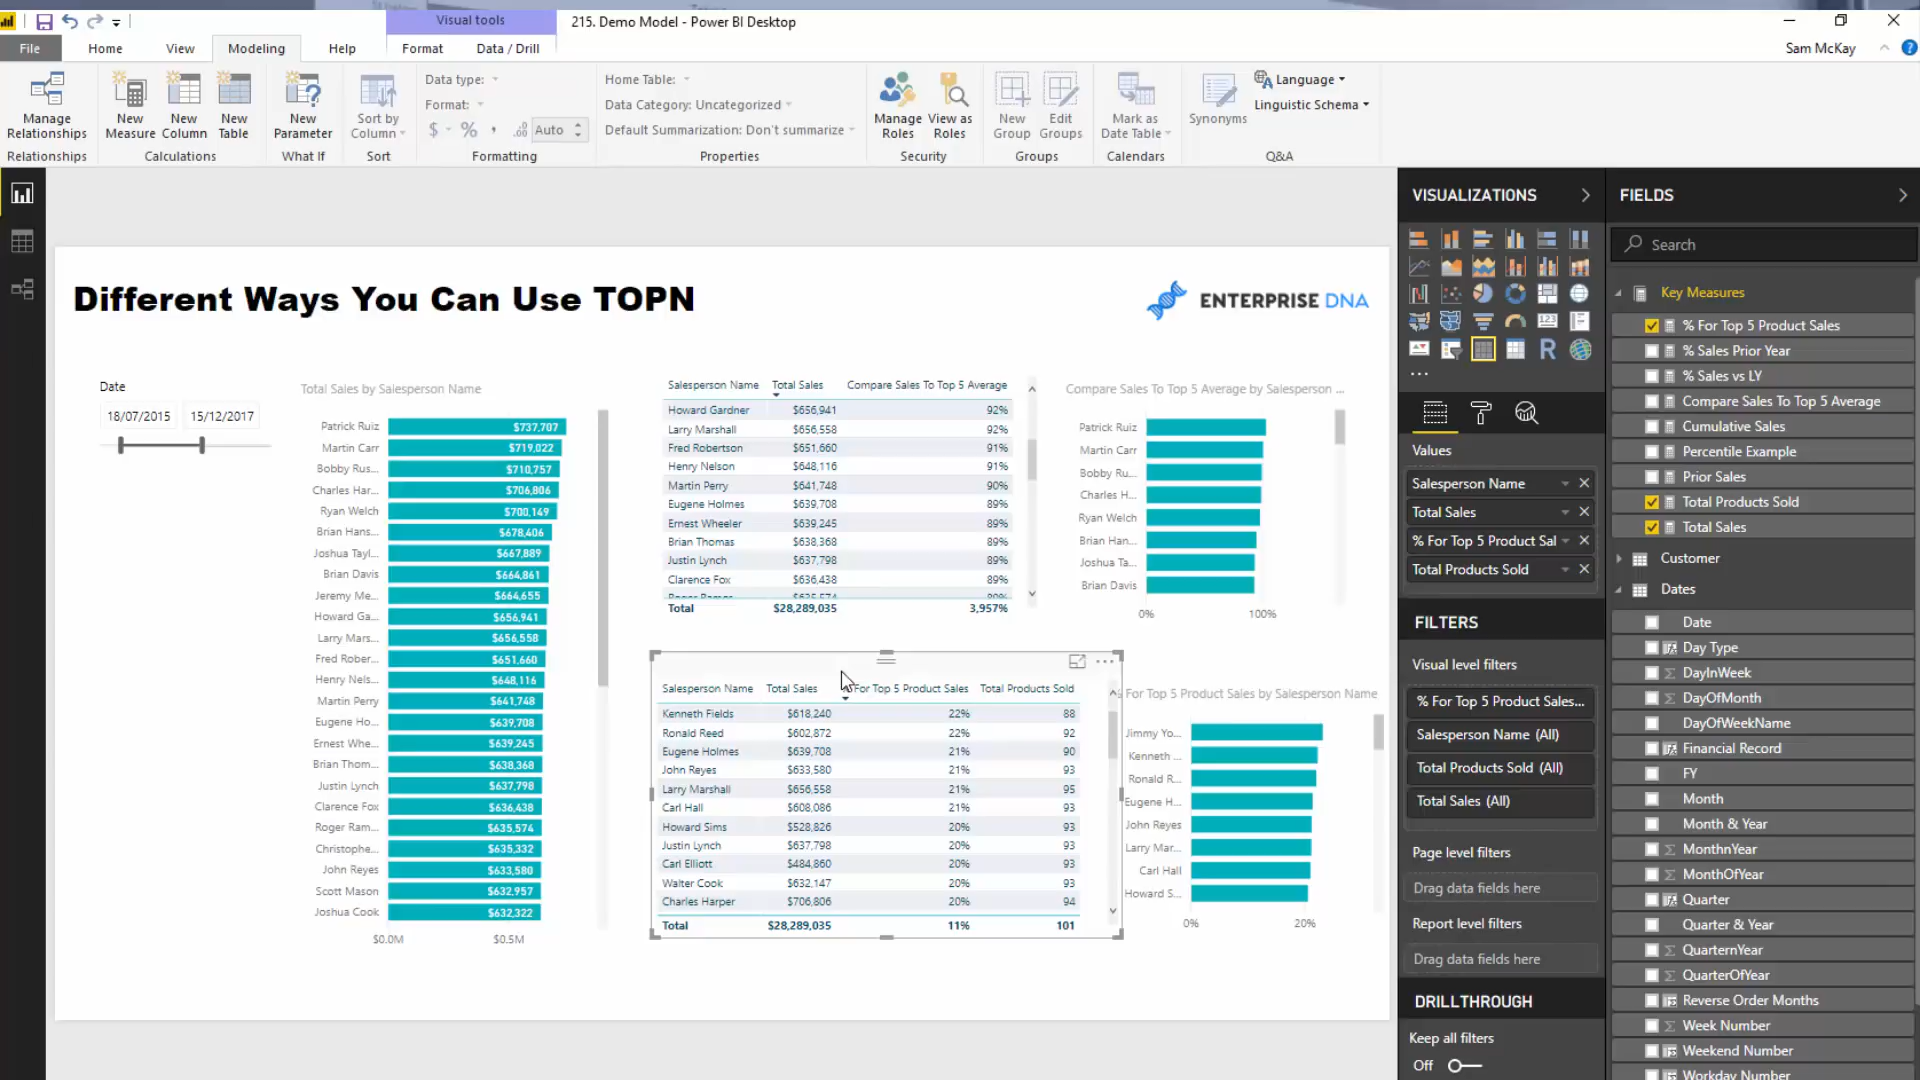 Visual tools
215. Demo Model - Power BI Desktop
File
Home
View
Modeling
Help
Format
Data / Drill
Sam McKay
Manage Relationships
New Measure
New Column
New Table
New Parameter
Sort by Column
Data type:
Format:
$ % , .00 Auto
Home Table:
Data Category: Uncategorized
Default Summarization: Don't summarize
Manage Roles
View as Roles
New Group
Edit Groups
Mark as Date Table
Synonyms
Language
Linguistic Schema
Relationships
Calculations
What If
Sort
Formatting
Properties
Security
Groups
Calendars
Q&A
Different Ways You Can Use TOPN
ENTERPRISE DNA
Date
18/07/2015 15/12/2017
Total Sales by Salesperson Name
Patrick Ruiz $737,707
Martin Carr $719,022
Bobby Rus... $710,757
Charles Har... $706,806
Ryan Welch $700,149
Brian Hans... $678,406
Joshua Tayl... $667,889
Brian Davis $664,861
Jeremy Me... $664,655
Howard Ga... $656,941
Larry Mars... $656,558
Fred Rober... $651,660
Henry Nels... $648,116
Martin Perry $641,748
Eugene Ho... $639,708
Ernest Whe... $639,245
Brian Thom... $638,368
Justin Lynch $637,798
Clarence Fox $636,438
Roger Ram... $635,574
Christophe... $635,332
John Reyes $633,580
Scott Mason $632,957
Joshua Cook $632,322
$0.0M $0.5M
Salesperson Name Total Sales Compare Sales To Top 5 Average
Howard Gardner $656,941 92%
Larry Marshall $656,558 92%
Fred Robertson $651,660 91%
Henry Nelson $648,116 91%
Martin Perry $641,748 90%
Eugene Holmes $639,708 89%
Ernest Wheeler $639,245 89%
Brian Thomas $638,368 89%
Justin Lynch $637,798 89%
Clarence Fox $636,438 89%
Roger Ramos $635,574 89%
Total $28,289,035 3,957%
Compare Sales To Top 5 Average by Salesperson ...
Patrick Ruiz
Martin Carr
Bobby Ru...
Charles H...
Ryan Welch
Brian Han...
Joshua Ta...
Brian Davis
0% 100%
Salesperson Name Total Sales For Top 5 Product Sales Total Products Sold
Kenneth Fields $618,240 22% 88
Ronald Reed $602,872 22% 92
Eugene Holmes $639,708 21% 90
John Reyes $633,580 21% 93
Larry Marshall $656,558 21% 95
Carl Hall $608,086 21% 93
Howard Sims $528,826 20% 93
Justin Lynch $637,798 20% 93
Carl Elliott $484,860 20% 93
Walter Cook $632,147 20% 93
Charles Harper $706,806 20% 94
Total $28,289,035 11% 101
For Top 5 Product Sales by Salesperson Name
Jimmy Yo...
Kenneth ...
Ronald R...
Eugene H...
John Reyes
Larry Mar...
Carl Hall
Howard S...
0% 20%
VISUALIZATIONS
R
123
...
Values
Salesperson Name
Total Sales
% For Top 5 Product Sal
Total Products Sold
FILTERS
Visual level filters
% For Top 5 Product Sales...
Salesperson Name (All)
Total Products Sold (All)
Total Sales (All)
Page level filters
Drag data fields here
Report level filters
Drag data fields here
DRILLTHROUGH
Keep all filters
Off
FIELDS
Search
Key Measures
% For Top 5 Product Sales
% Sales Prior Year
% Sales vs LY
Compare Sales To Top 5 Average
Cumulative Sales
Percentile Example
Prior Sales
Total Products Sold
Total Sales
Customer
Dates
Date
Day Type
DayInWeek
DayOfMonth
DayOfWeekName
Financial Record
FY
Month
Month & Year
MonthnYear
MonthOfYear
Quarter
Quarter & Year
QuarternYear
QuarterOfYear
Reverse Order Months
Week Number
Weekend Number
Workday Number